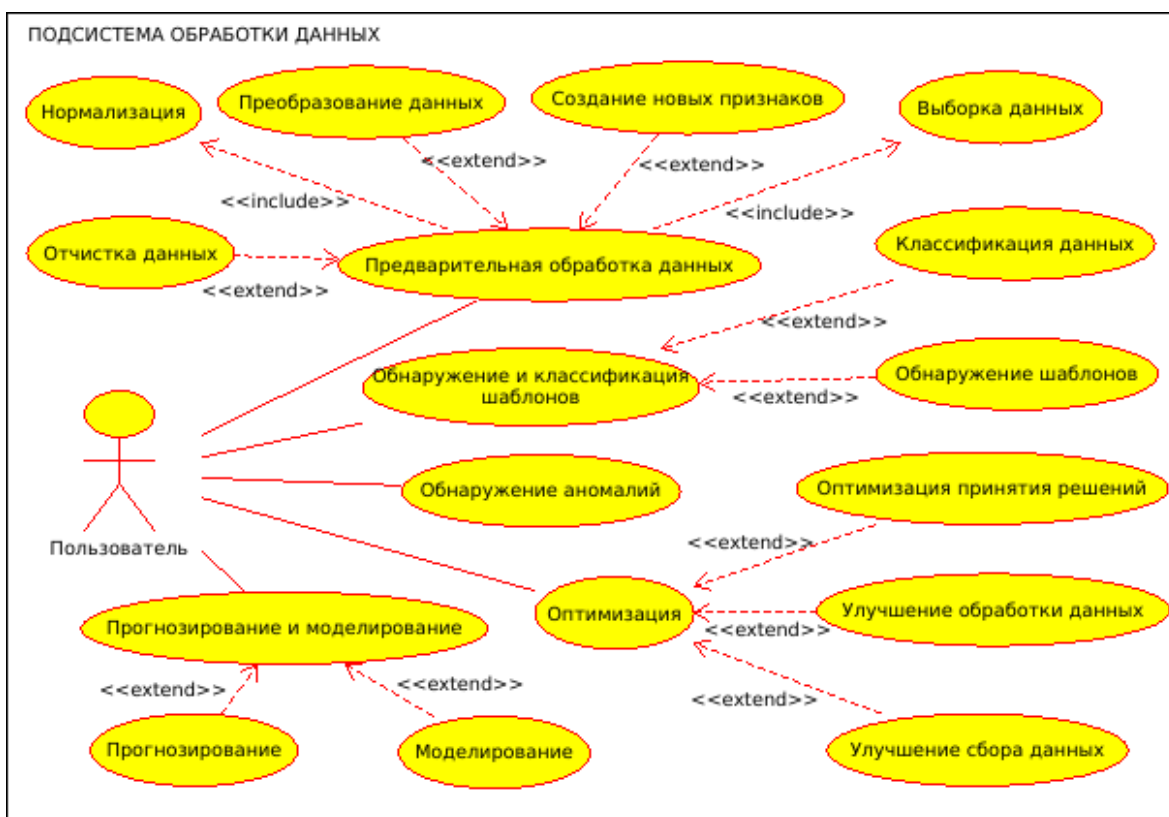 ПОДСИСТЕМА ОБРАБОТКИ ДАННЫХ
Нормализация
Преобразование данных
Создание новых признаков
Выборка данных
<<extend>>
<<extend>>
<<include>>
<<include>>
Отчистка данных
<<extend>>
Предварительная обработка данных
Классификация данных
<<extend>>
Обнаружение и классификация
шаблонов
Обнаружение шаблонов
<<extend>>
Обнаружение аномалий
Оптимизация принятия решений
<<extend>>
Пользователь
Оптимизация
Улучшение обработки данных
<<extend>>
Прогнозирование и моделирование
<<extend>>
<<extend>>
<<extend>>
Прогнозирование
Моделирование
Улучшение сбора данных